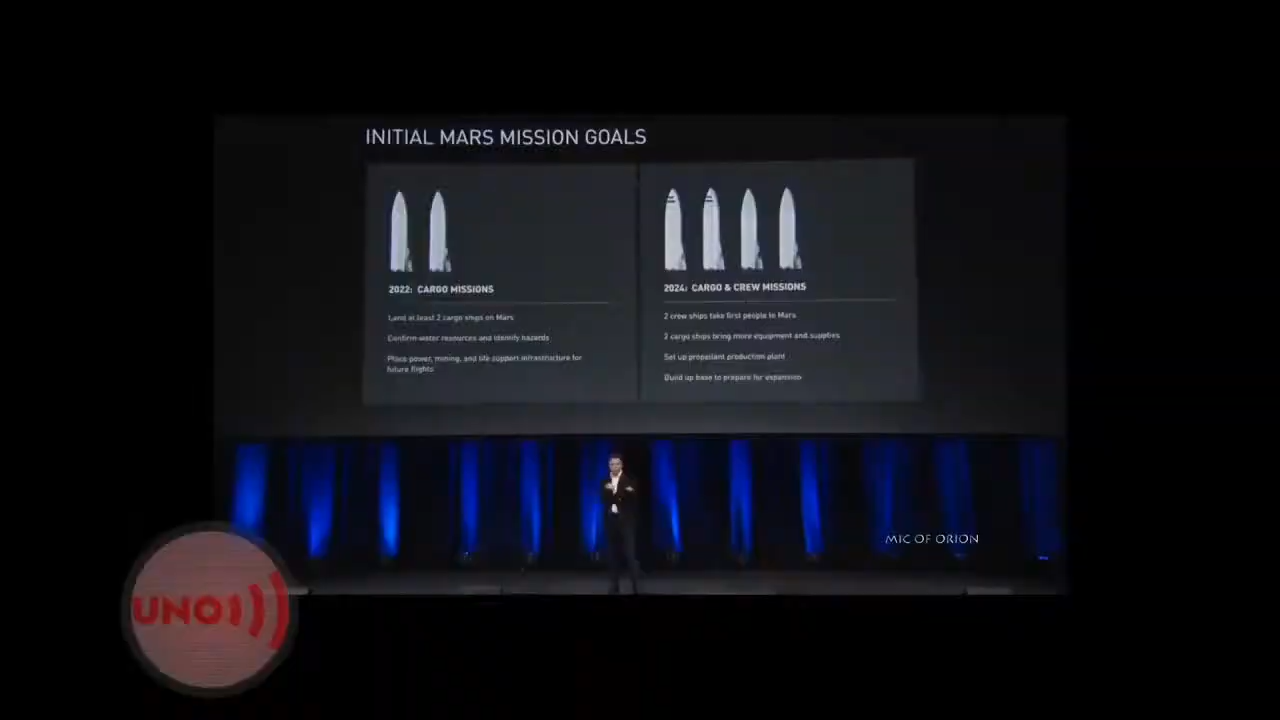 INITIAL MARS MISSION GOALS
2022: CARGO MISSIONS
Land at least 2 cargo ships on Mars
Confirm water resources and identify hazards
Place power, mining, and life support infrastructure for
future flights
2024: CARGO & CREW MISSIONS
2 crew ships take first people to Mars
2 cargo ships bring more equipment and supplies
Set up propellant production plant
Build up base to prepare for expansion
MIC OF ORION
UNO1